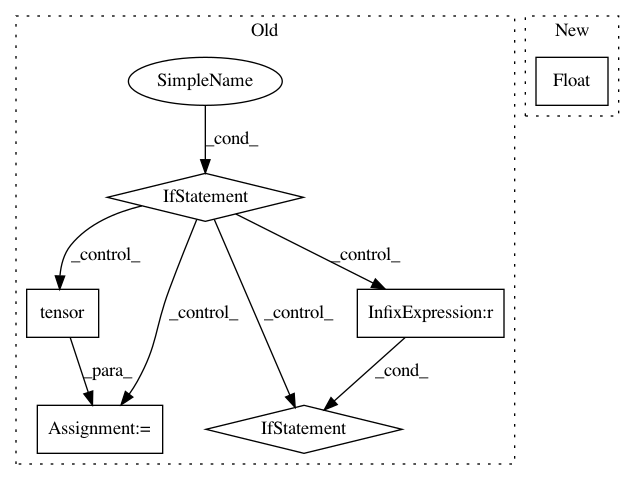 Old
New
SimpleName
Float
_cond_
IfStatement
_control_
_control_
_control_
_control_
tensor
InfixExpression:r
_para_
_cond_
Assignment:=
IfStatement